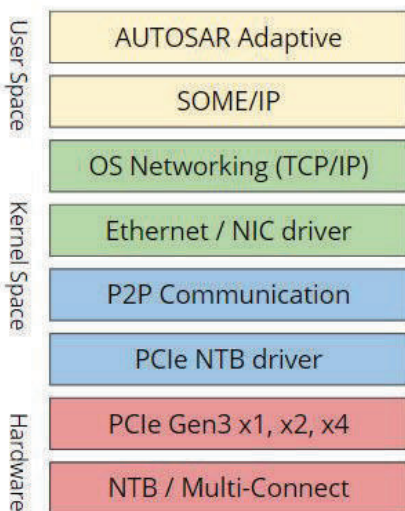 User Space
AUTOSAR Adaptive
SOME/IP
Kernel Space
OS Networking (TCP/IP)
Ethernet / NIC driver
P2P Communication
PCIe NTB driver
Hardware
PCIe Gen3 x1, x2, x4
NTB / Multi-Connect